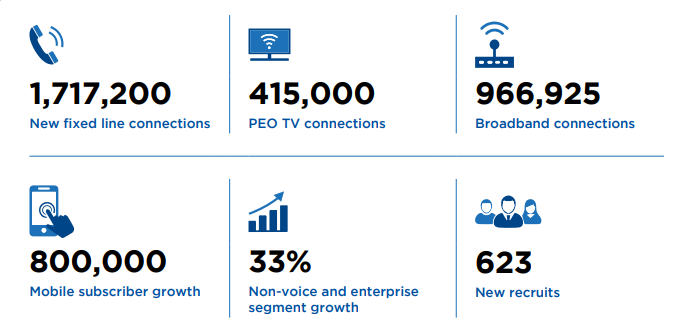 1,717,200
New fixed line connections
415,000
PEO TV connections
966,925
Broadband connections
800,000
Mobile subscriber growth
33%
Non-voice and enterprise
segment growth
623
New recruits